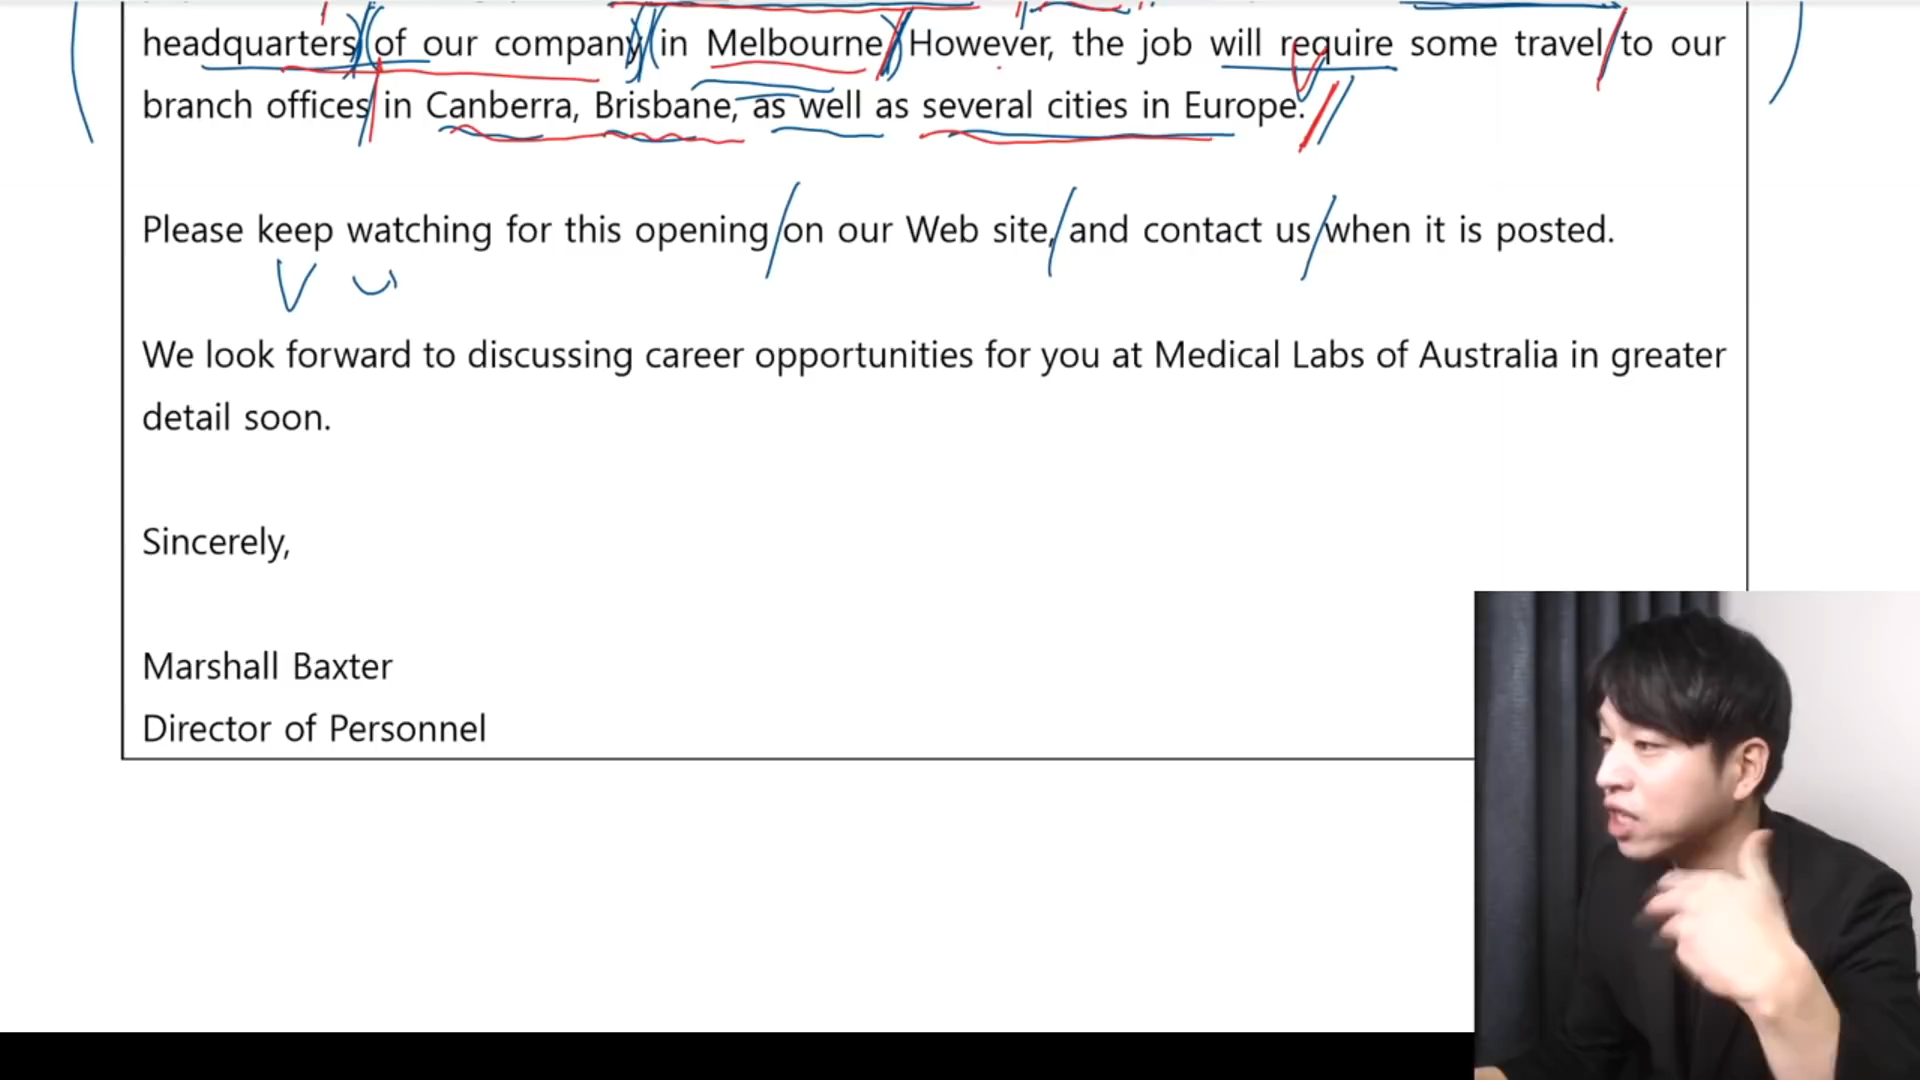 headquarters of our company in Melbourne. However, the job will require some travel to our
branch offices in Canberra, Brisbane, as well as several cities in Europe.
Please keep watching for this opening on our Web site, and contact us when it is posted.
We look forward to discussing career opportunities for you at Medical Labs of Australia in greater
detail soon.
Sincerely,
Marshall Baxter
Director of Personnel